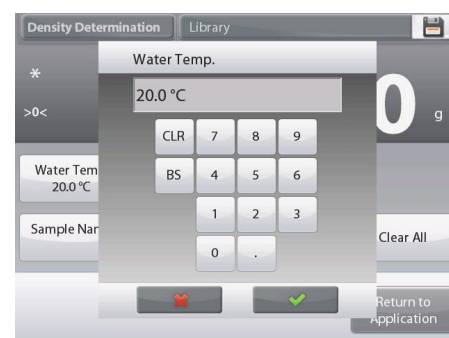 Density Determination Library
Water Temp.
*
20.0 °C
0
>0<
g
CLR 7 8 9
BS 4 5 6
1 2 3
0 .
Water Tem
20.0 °C
Sample Nar
Clear All
Return to
Application